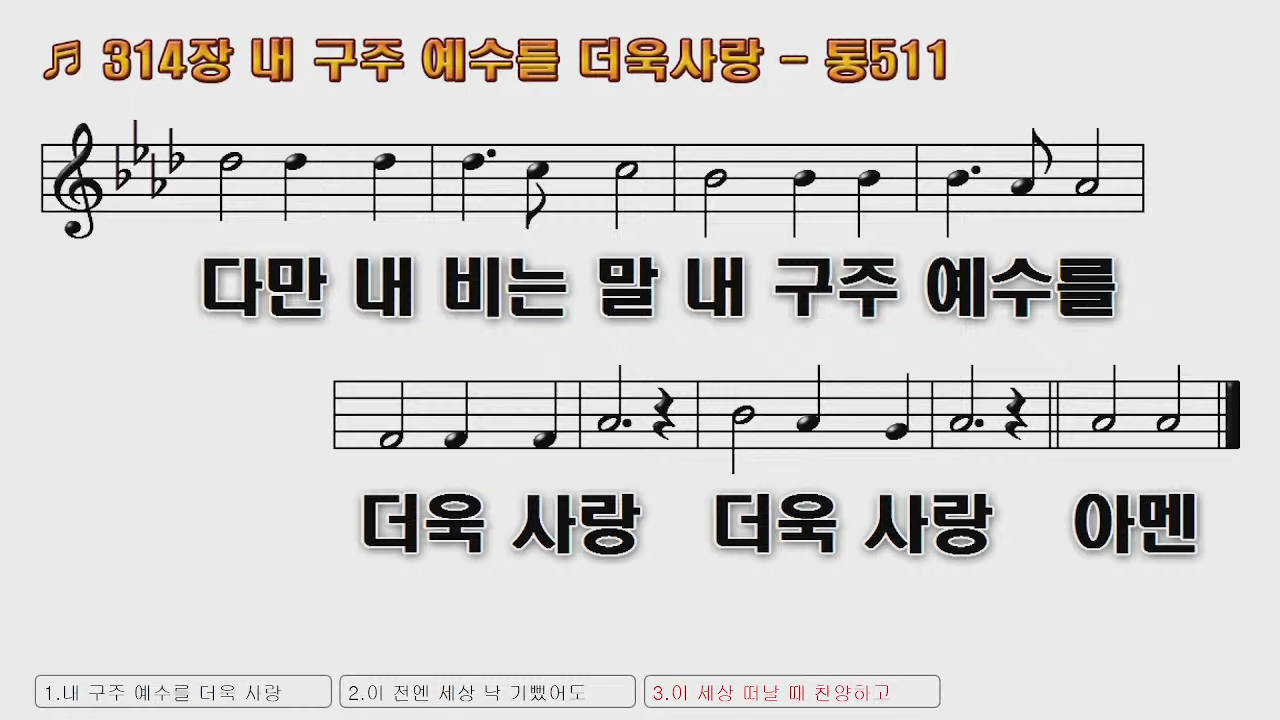 ♬ 314장 내 구주 예수를 더욱사랑 - 통511
다만 내 비는 말 내 구주 예수를
더욱 사랑 더욱 사랑 아멘
1.내 구주 예수를 더욱 사랑 2.이 전엔 세상 낙 기뻤어도 3.이 세상 떠날 때 찬양하고